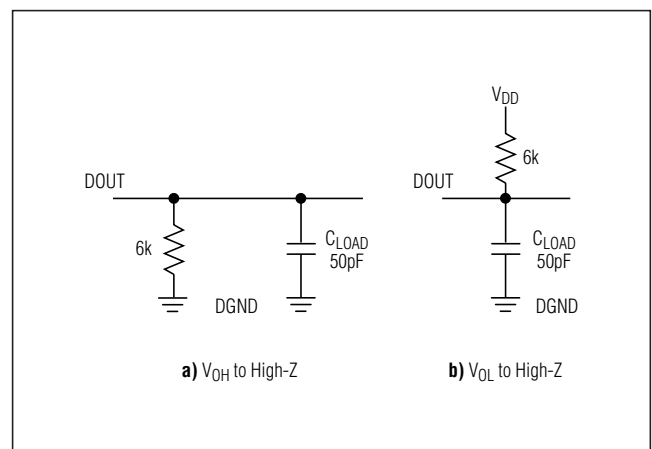 DOUT
6k
C_LOAD
50pF
DGND
a) V_OH to High-Z
V_DD
6k
DOUT
C_LOAD
50pF
DGND
b) V_OL to High-Z